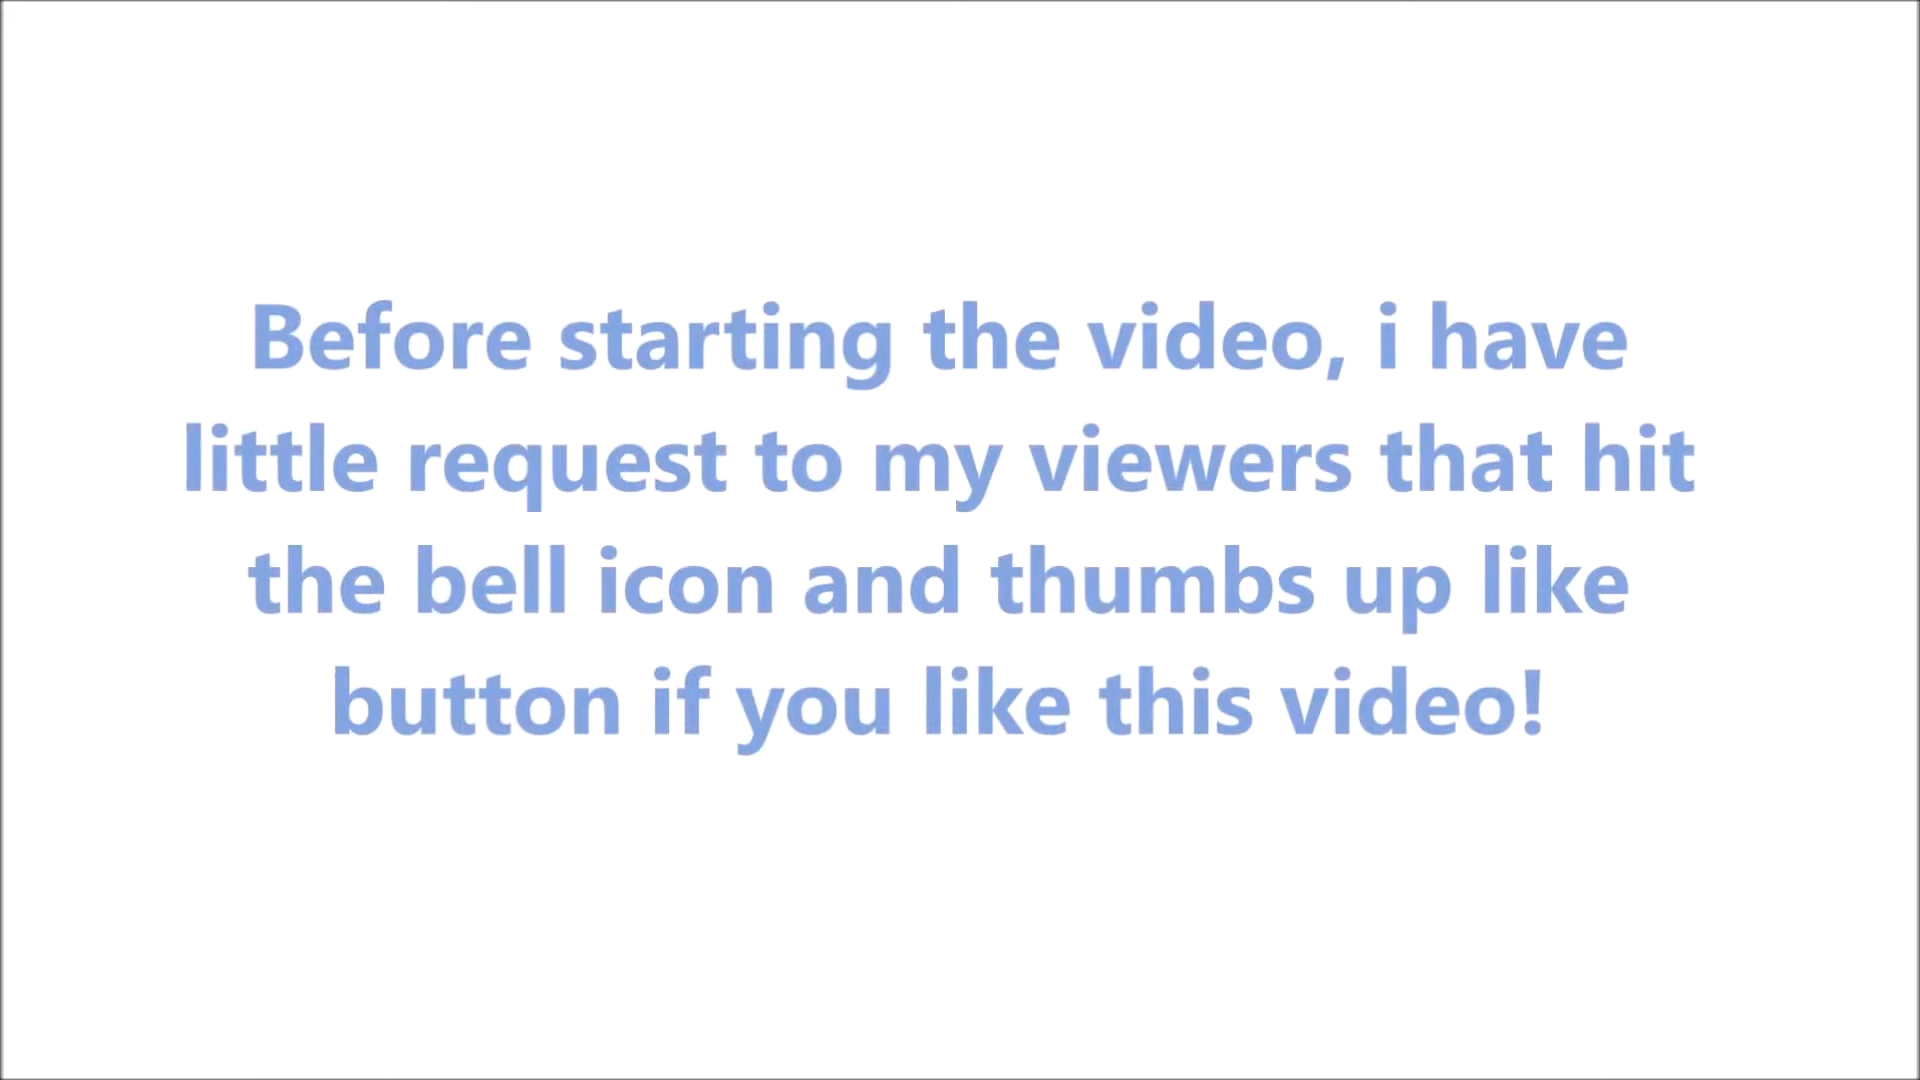 Before starting the video, i have
little request to my viewers that hit
the bell icon and thumbs up like
button if you like this video!